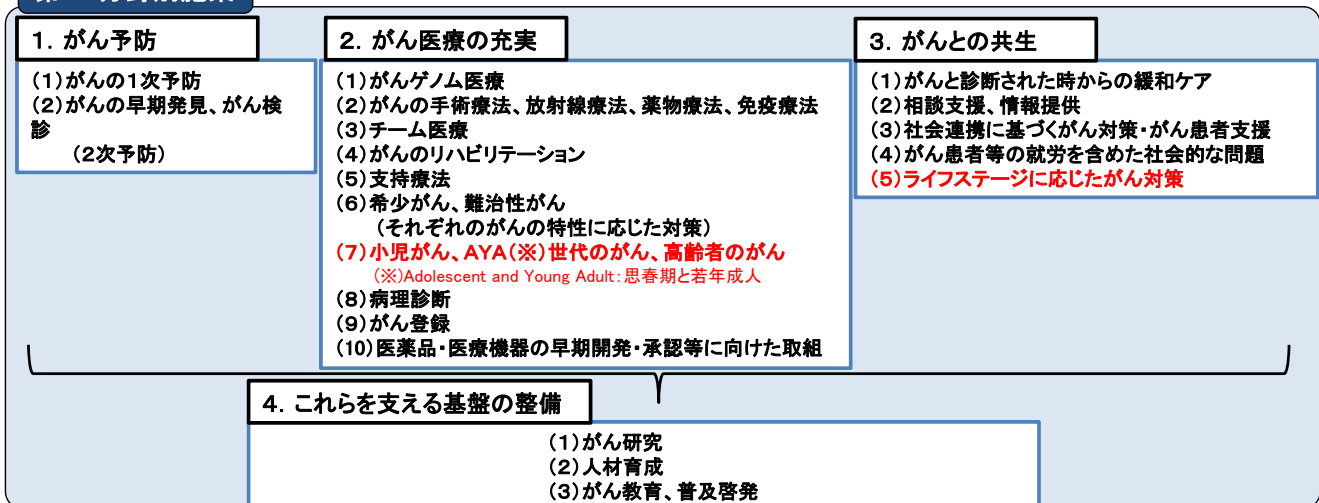 1．がん予防
（1）がんの1次予防
（2）がんの早期発見、がん検
診
（2次予防）
2．がん医療の充実
（1）がんゲノム医療
（2）がんの手術療法、放射線療法、薬物療法、免疫療法
（3）チーム医療
（4）がんのリハビリテーション
（5）支持療法
（6）希少がん、難治性がん
（それぞれのがんの特性に応じた対策）
（7）小児がん、AYA（※）世代のがん、高齢者のがん
（※）Adolescent and Young Adult：思春期と若年成人
（8）病理診断
（9）がん登録
（10）医薬品・医療機器の早期開発・承認等に向けた取組
3．がんとの共生
（1）がんと診断された時からの緩和ケア
（2）相談支援、情報提供
（3）社会連携に基づくがん対策・がん患者支援
（4）がん患者等の就労を含めた社会的な問題
（5）ライフステージに応じたがん対策
4．これらを支える基盤の整備
（1）がん研究
（2）人材育成
（3）がん教育、普及啓発